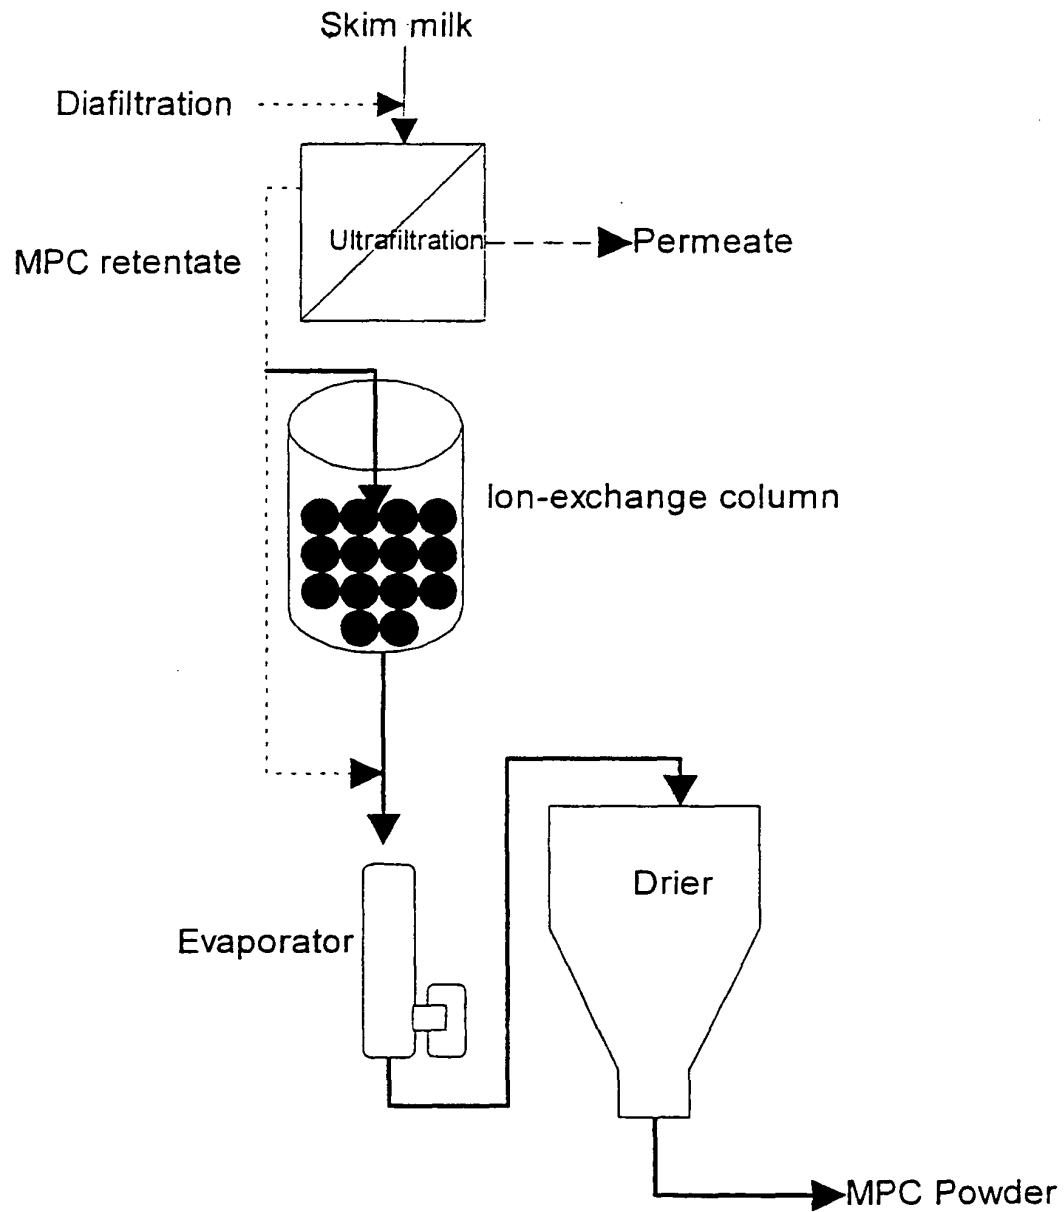 Skim milk
Diafiltration
Ultrafiltration
Permeate
MPC retentate
Ion-exchange column
Drier
Evaporator
MPC Powder